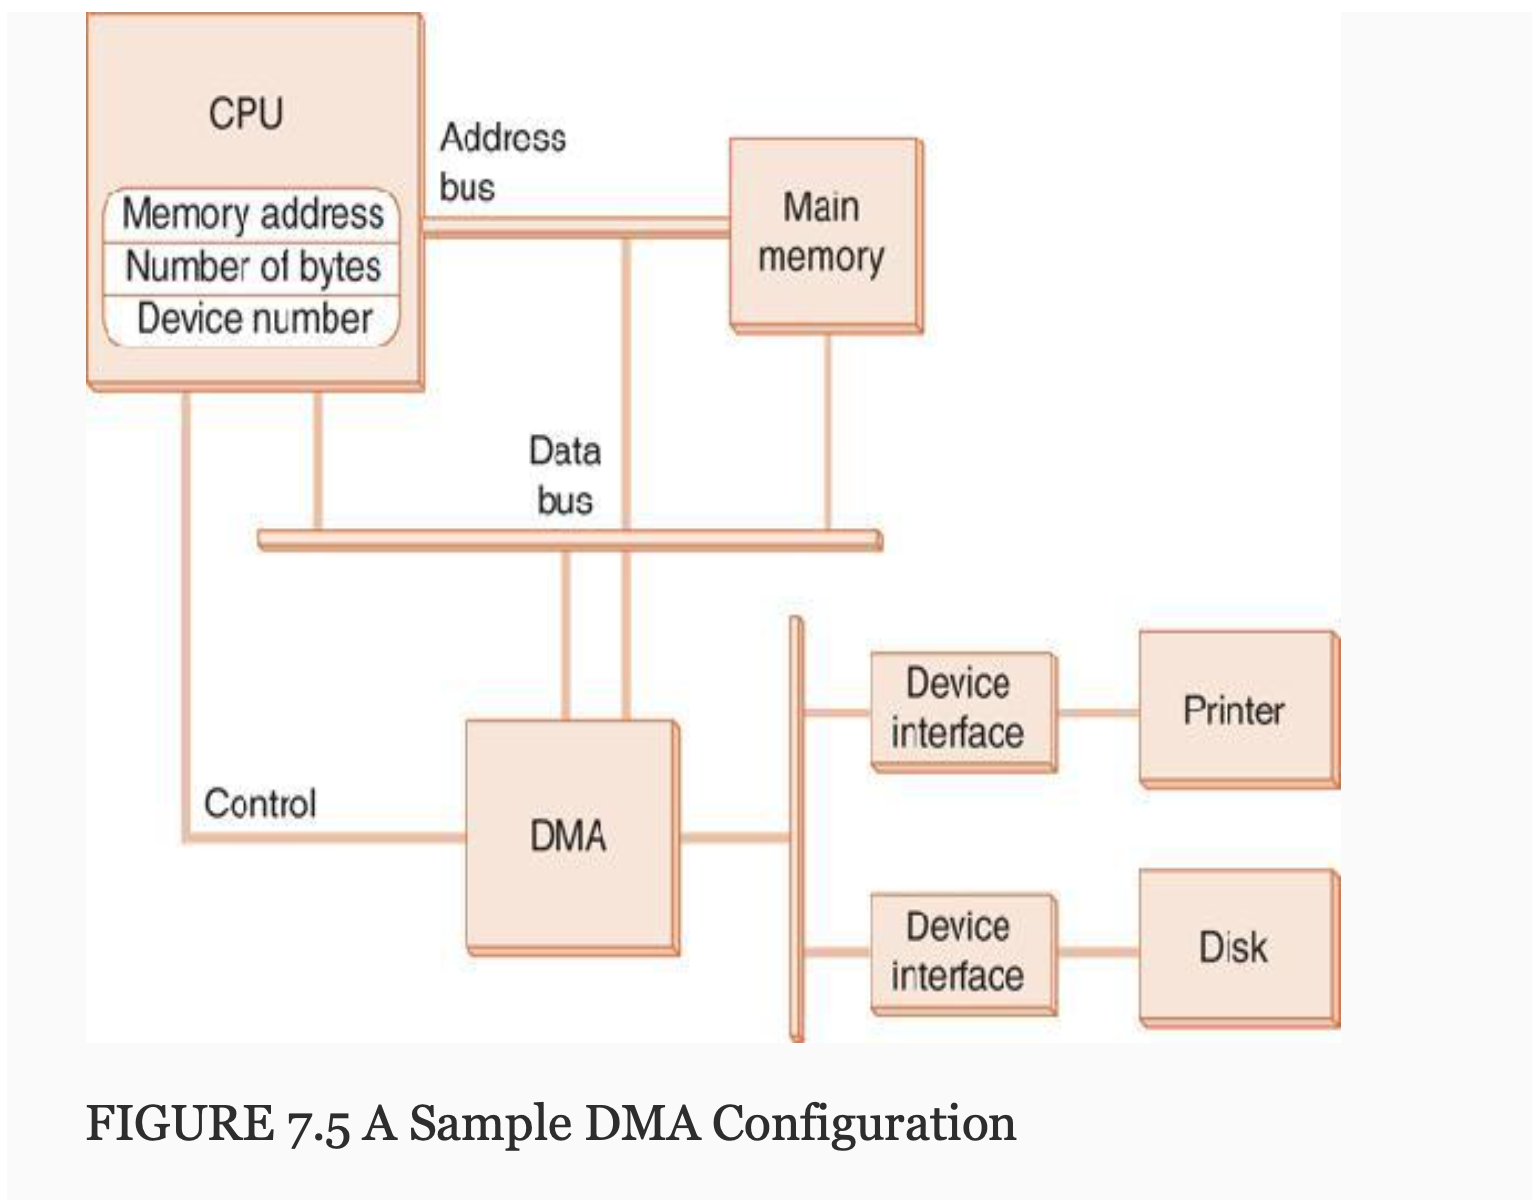 CPU
Memory address
Number of bytes
Device number
Address
bus
Main
memory
Data
bus
Control
DMA
Device
interface
Printer
Device
interface
Disk
FIGURE 7.5 A Sample DMA Configuration